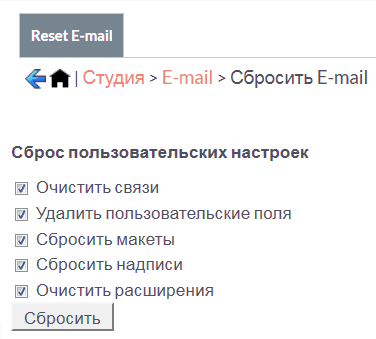 Reset E-mail
| Студия > E-mail > Сбросить E-mail
Сброс пользовательских настроек
Очистить связи
Удалить пользовательские поля
Сбросить макеты
Сбросить надписи
Очистить расширения
Сбросить